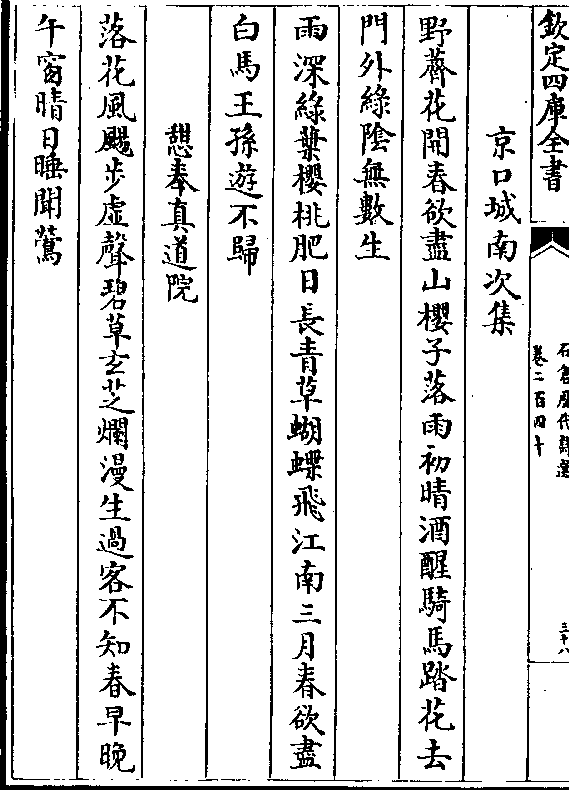 欽定四庫全書
石倉歷代詩選
卷二百四十
三十八
京口城南次集
野薺花開春欲盡山櫻子落雨初晴酒醒騎馬踏花去
門外綠陰無數生
雨深綠葉櫻桃肥日長青草蝴蝶飛江南三月春欲盡
白馬王孫遊不歸
憇奉真道院
落花風颺步虛聲碧草玄芝爛漫生過客不知春早晚
午窗晴日睡聞鶯